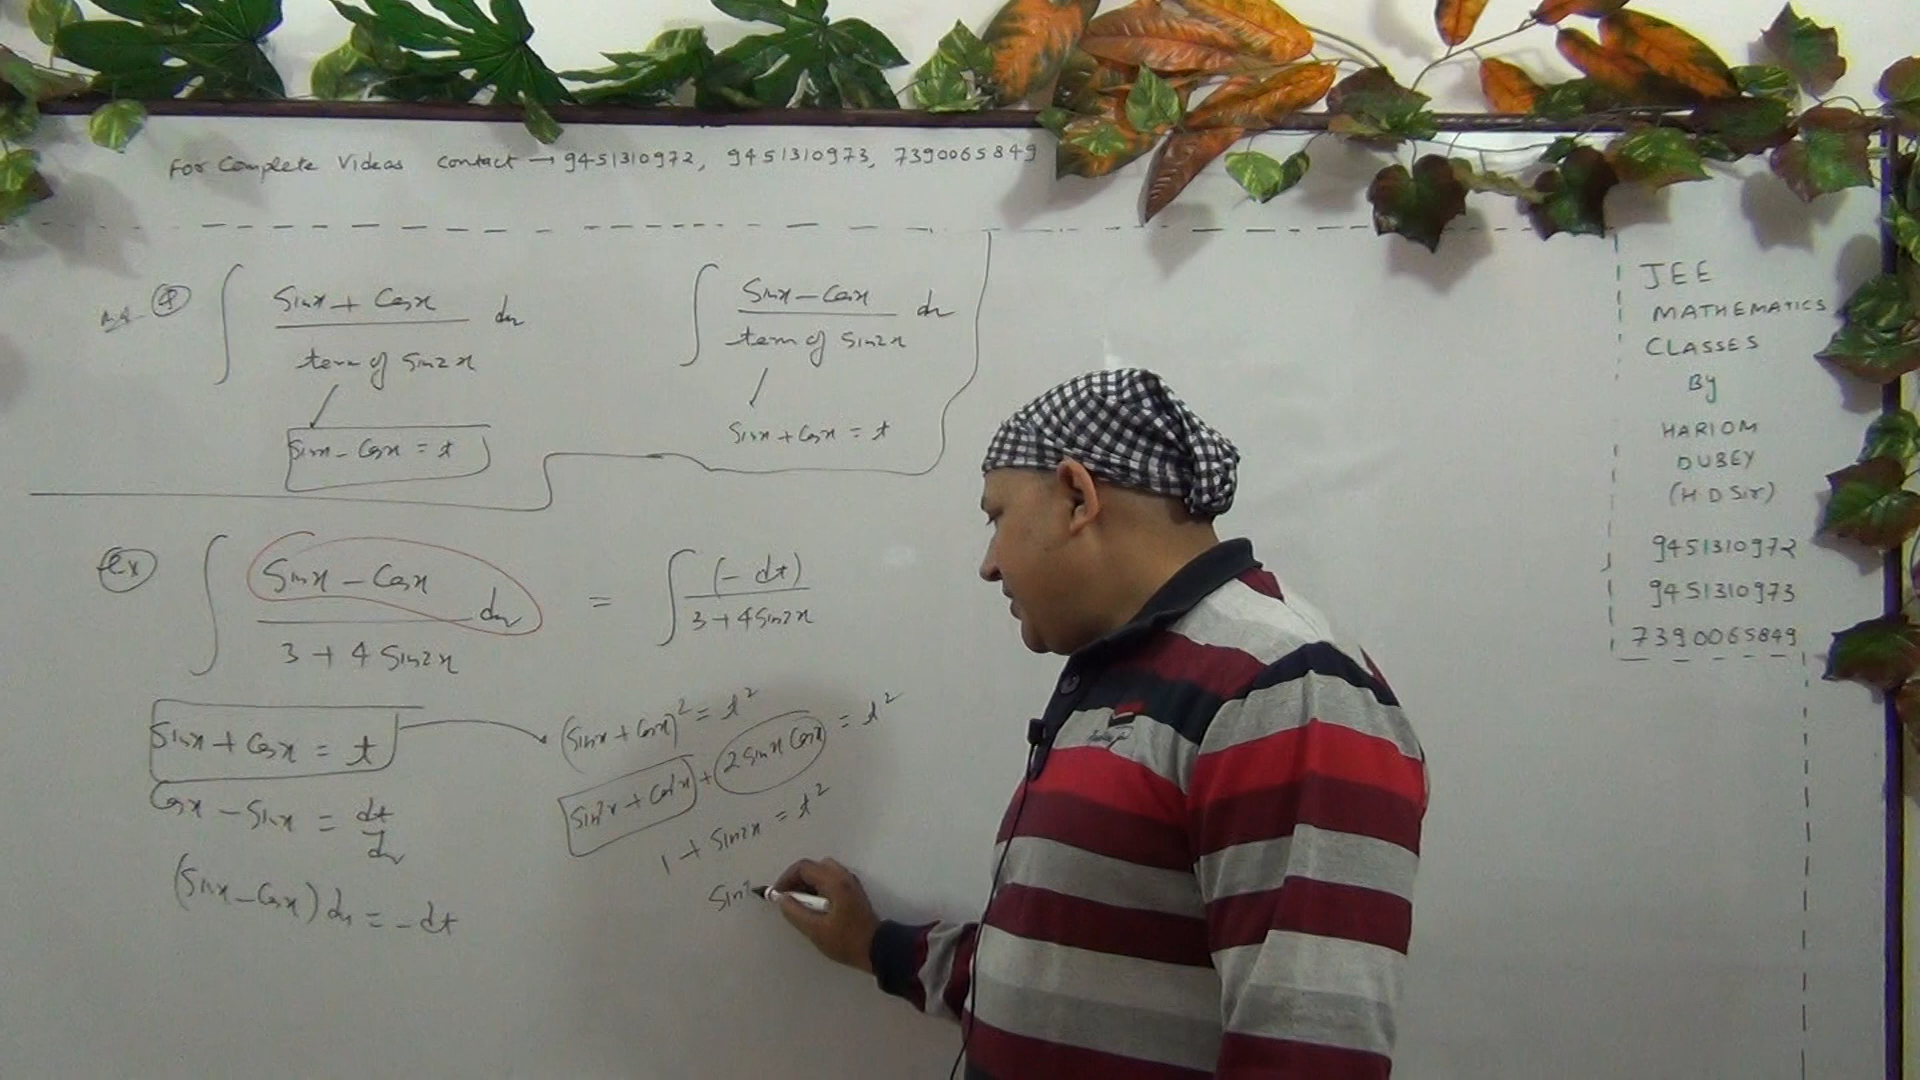 For Complete Videos Contact → 9451310972, 9451310973, 7390065849
∫ (Sinx + Cosx) / (term of Sin2x) dx
Sinx - Cosx = t
∫ (Sinx - Cosx) / (term of Sin2x) dx
Sinx + Cosx = t
Ex ∫ (Sinx - Cosx) / (3 + 4 Sin2x) dx = ∫ (- dt) / (3 + 4 Sin2x)
Sinx + Cosx = t
Cosx - Sinx = dt/dx
(Sinx - Cosx) dx = - dt
(Sinx + Cosx)² = t²
Sin²x + Cos²x + 2 Sinx Cosx = t²
1 + Sin2x = t²
Sin2
JEE
MATHEMATICS
CLASSES
By
HARIOM
DUBEY
(H D Sir)
9451310972
9451310973
7390065849